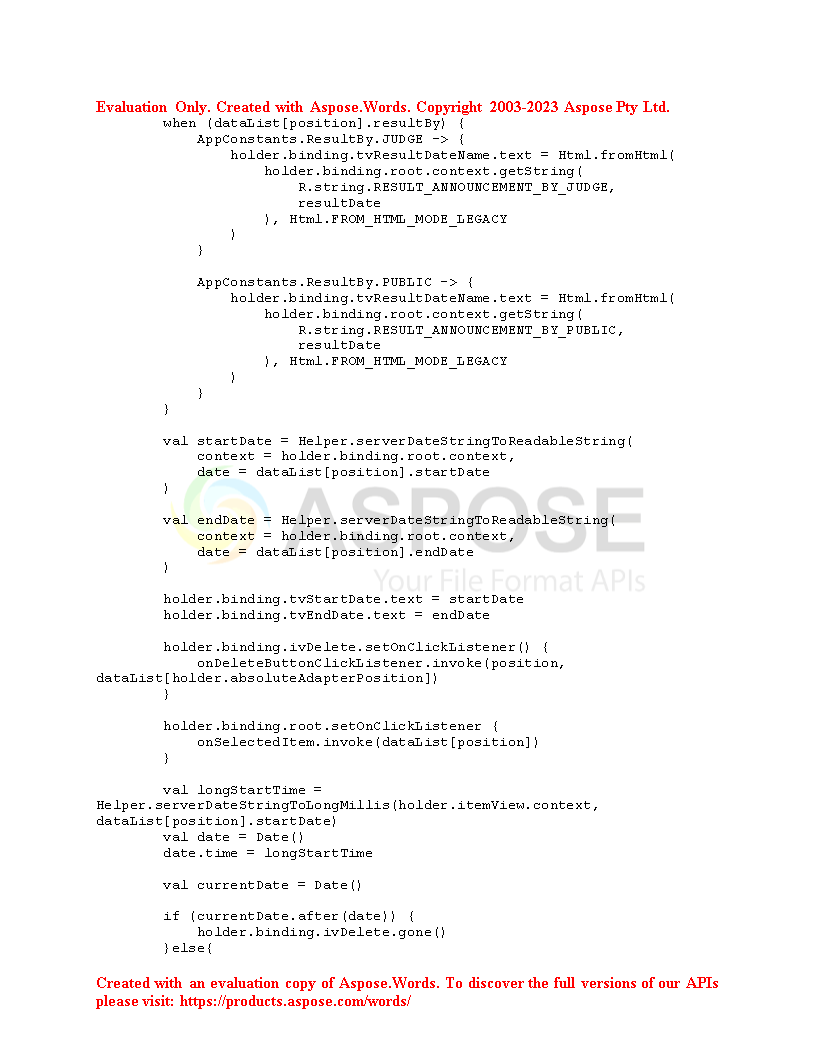 Evaluation Only. Created with Aspose.Words. Copyright 2003-2023 Aspose Pty Ltd.
        when (dataList[position].resultBy) {
            AppConstants.ResultBy.JUDGE -> {
                holder.binding.tvResultDateName.text = Html.fromHtml(
                    holder.binding.root.context.getString(
                        R.string.RESULT_ANNOUNCEMENT_BY_JUDGE,
                        resultDate
                    ), Html.FROM_HTML_MODE_LEGACY
                )
            }

            AppConstants.ResultBy.PUBLIC -> {
                holder.binding.tvResultDateName.text = Html.fromHtml(
                    holder.binding.root.context.getString(
                        R.string.RESULT_ANNOUNCEMENT_BY_PUBLIC,
                        resultDate
                    ), Html.FROM_HTML_MODE_LEGACY
                )
            }
        }

        val startDate = Helper.serverDateStringToReadableString(
            context = holder.binding.root.context,
            date = dataList[position].startDate
        )

        val endDate = Helper.serverDateStringToReadableString(
            context = holder.binding.root.context,
            date = dataList[position].endDate
        )
ASPOSE
Your File Format APIs

        holder.binding.tvStartDate.text = startDate
        holder.binding.tvEndDate.text = endDate

        holder.binding.ivDelete.setOnClickListener() {
            onDeleteButtonClickListener.invoke(position,
dataList[holder.absoluteAdapterPosition])
        }

        holder.binding.root.setOnClickListener {
            onSelectedItem.invoke(dataList[position])
        }

        val longStartTime =
Helper.serverDateStringToLongMillis(holder.itemView.context,
dataList[position].startDate)
        val date = Date()
        date.time = longStartTime

        val currentDate = Date()

        if (currentDate.after(date)) {
            holder.binding.ivDelete.gone()
        }else{
Created with an evaluation copy of Aspose.Words. To discover the full versions of our APIs
please visit: https://products.aspose.com/words/